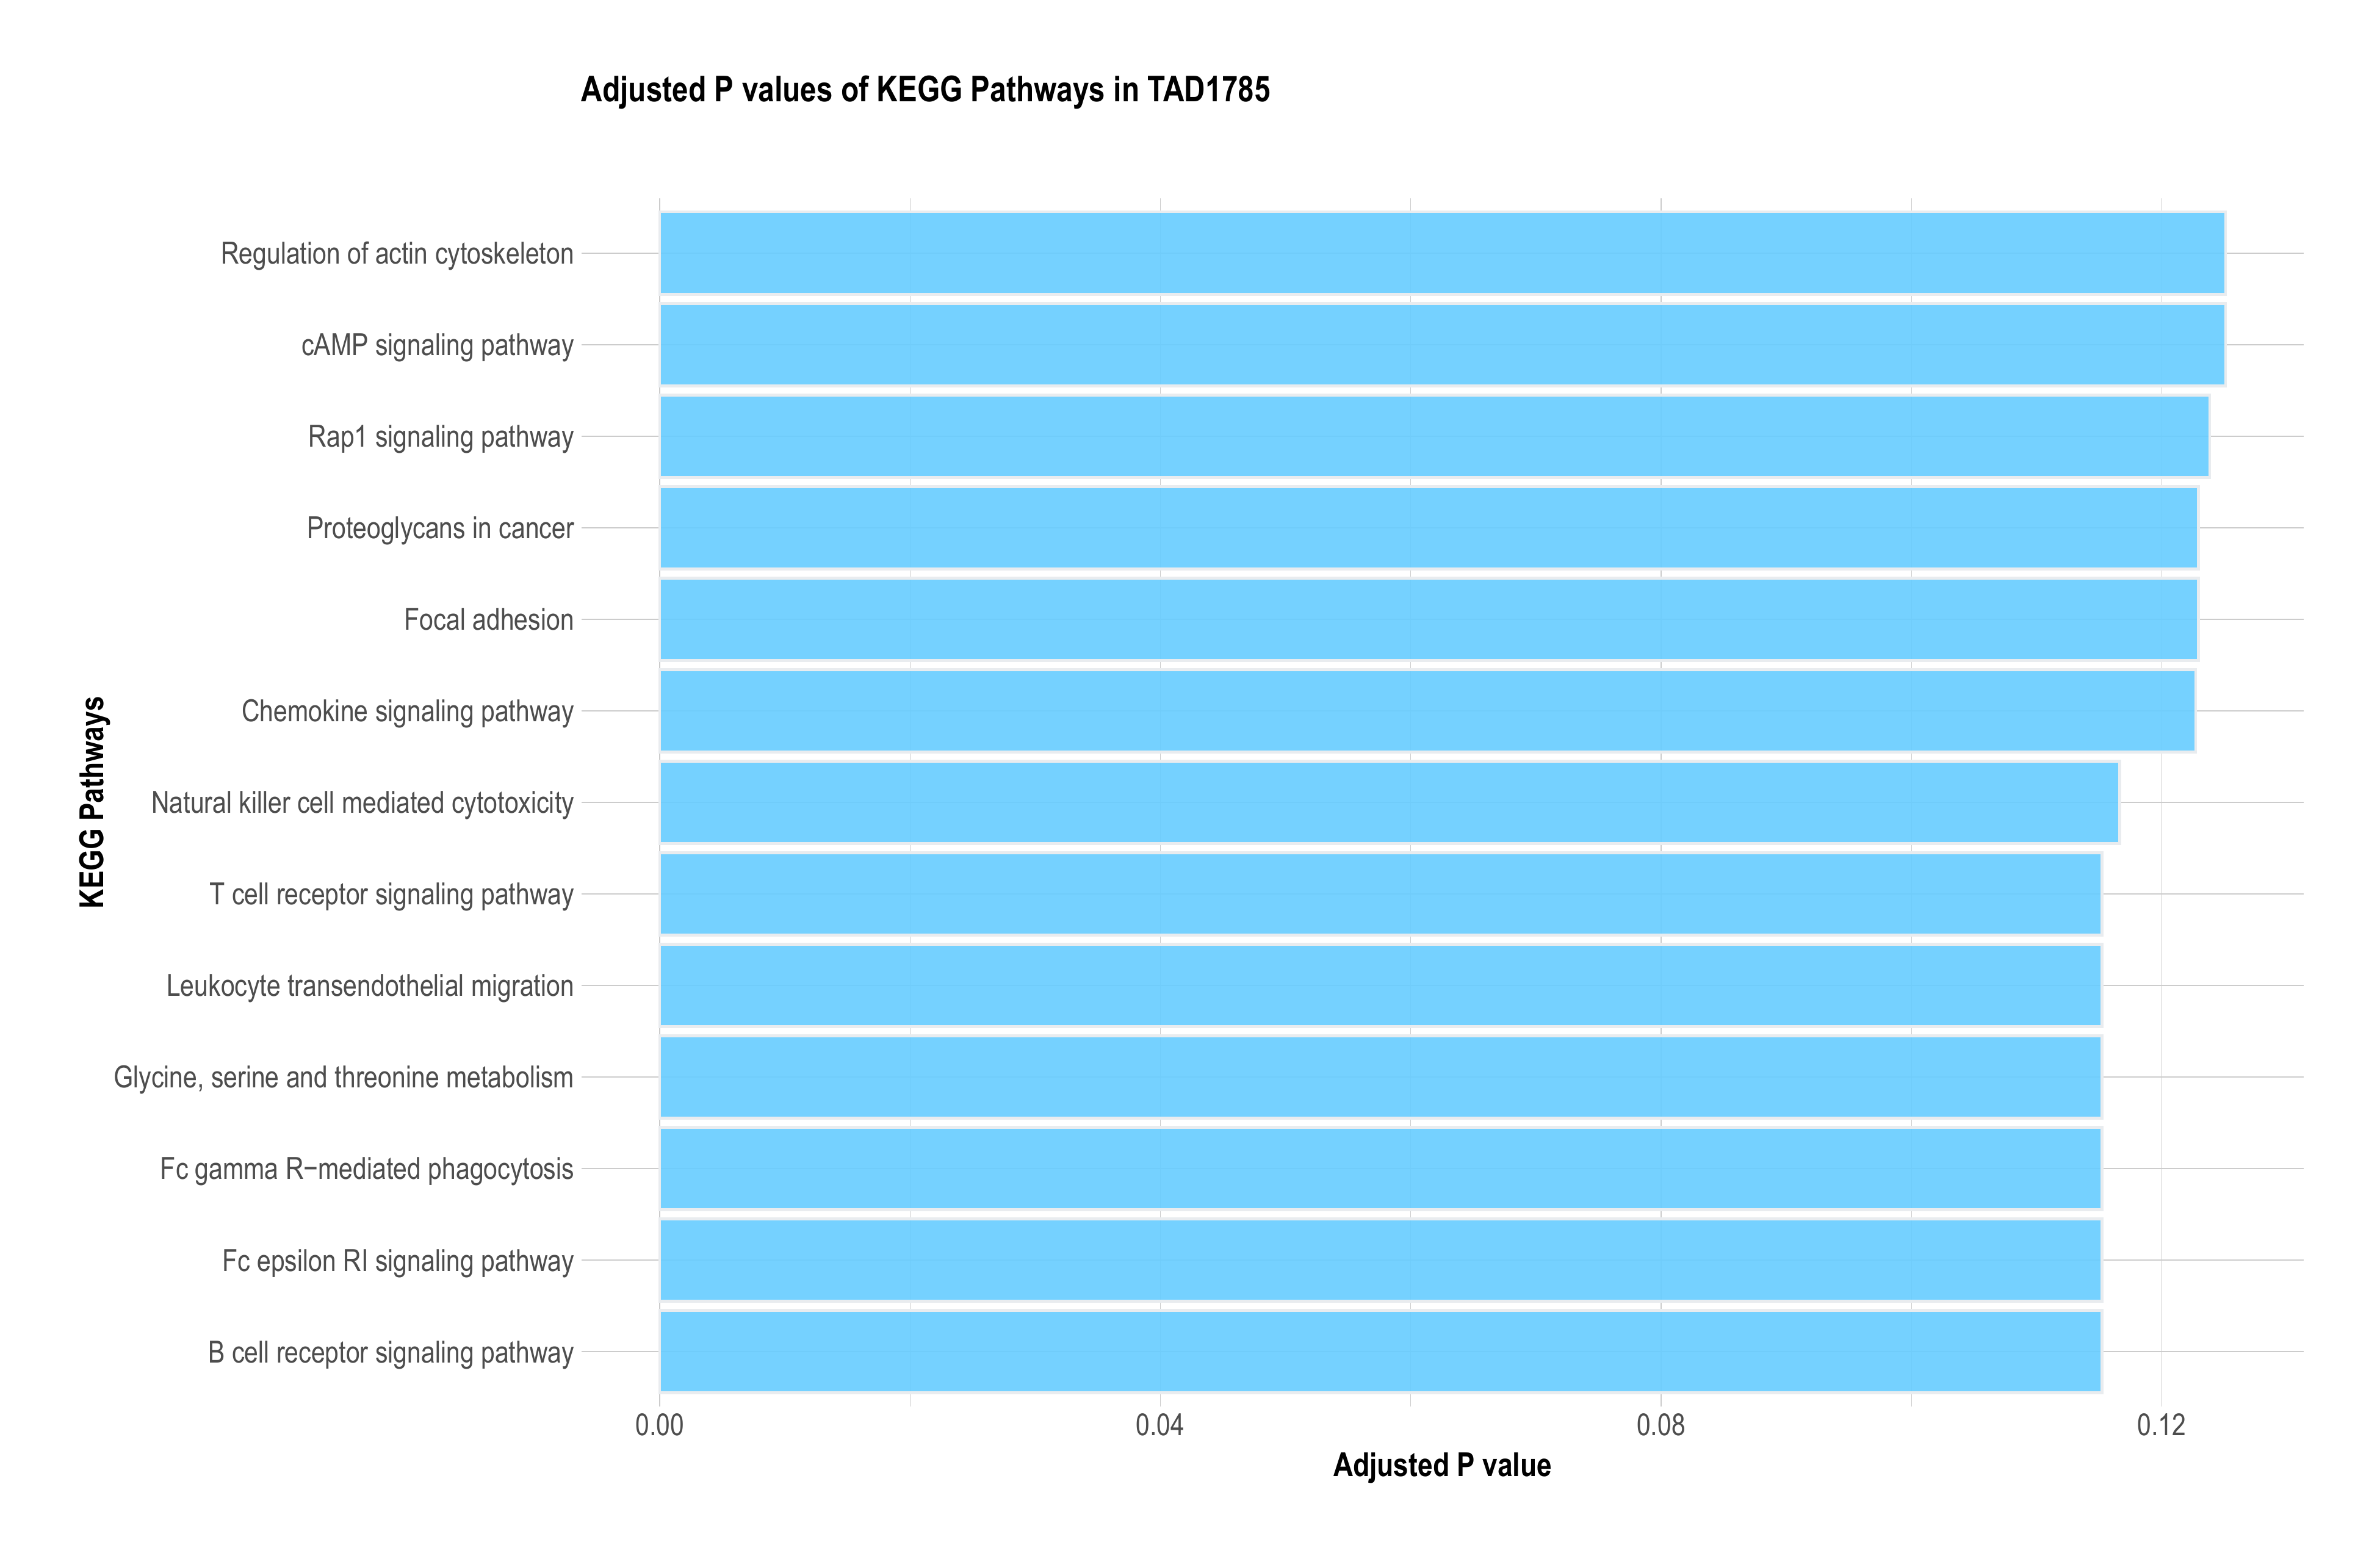 Adjusted P values of KEGG Pathways in TAD1785
Regulation of actin cytoskeleton
cAMP signaling pathway
Rap1 signaling pathway
Proteoglycans in cancer
Focal adhesion
Chemokine signaling pathway
Natural killer cell mediated cytotoxicity
T cell receptor signaling pathway
Leukocyte transendothelial migration
Glycine, serine and threonine metabolism
Fc gamma R−mediated phagocytosis
Fc epsilon RI signaling pathway
B cell receptor signaling pathway
KEGG Pathways
0.00 0.04 0.08 0.12
Adjusted P value